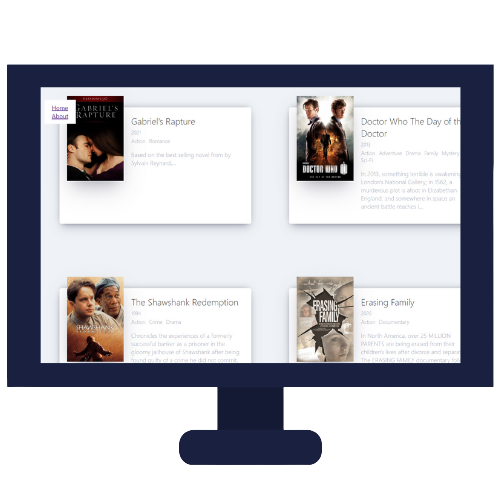 Home
About
GABRIEL'S
RAPTURE
Gabriel's Rapture
2021
Action Romance
Based on the best selling novel from by
Sylvain Reynard...
DOCTOR WHO
Doctor Who The Day of th
Doctor
2013
Action Adventure Drama Family Mystery
Sci-Fi
In 2013, something terrible is awakening
London's National Gallery; in 1562, a
murderous plot is afoot in Elizabethan
England; and somewhere in space an
ancient battle reaches i...
SHAWSHANK
The Shawshank Redemption
1994
Action Crime Drama
Chronicles the experiences of a formerly
successful banker as a prisoner in the
gloomy jailhouse of Shawshank after being
found guilty of a crime he did not commit.
ERASING
FAMILY
Erasing Family
2020
Action Documentary
In North America, over 25 MILLION
PARENTS are being erased from their
children's lives after divorce and separa
The ERASING FAMILY documentary fo